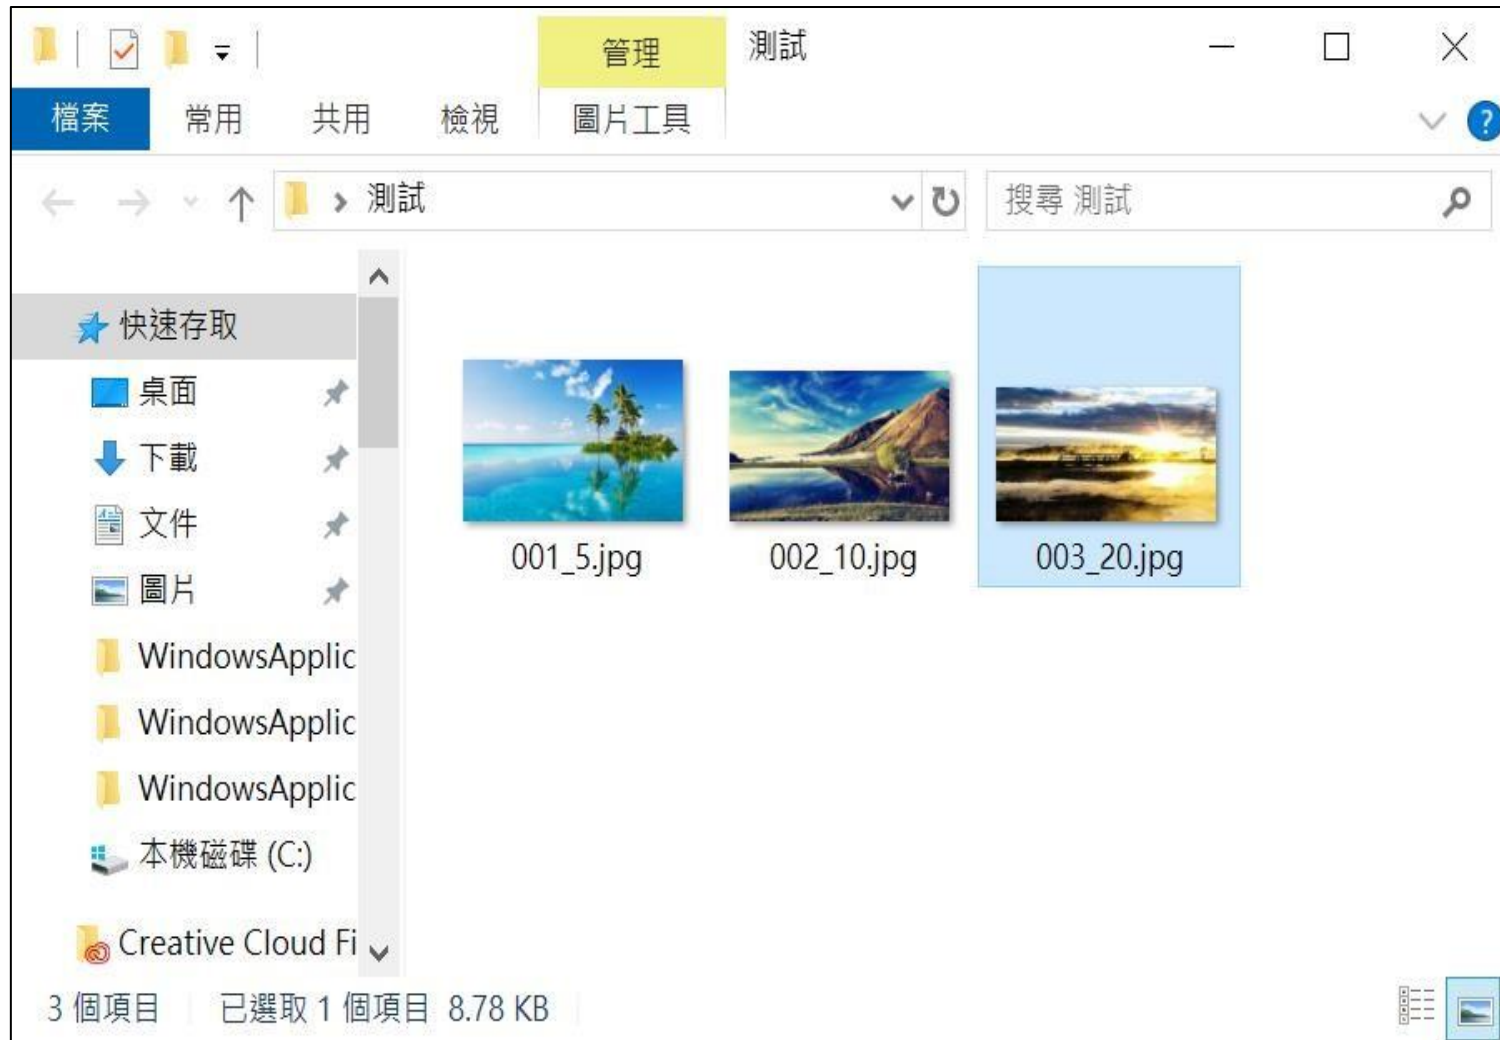 管理
測試
檔案
常用
共用
檢視
圖片工具
?
測試
搜尋 測試
快速存取
桌面
下載
文件
圖片
WindowsApplic
WindowsApplic
WindowsApplic
本機磁碟 (C:)
Creative Cloud Fi
001_5.jpg
002_10.jpg
003_20.jpg
3 個項目
已選取 1 個項目 8.78 KB